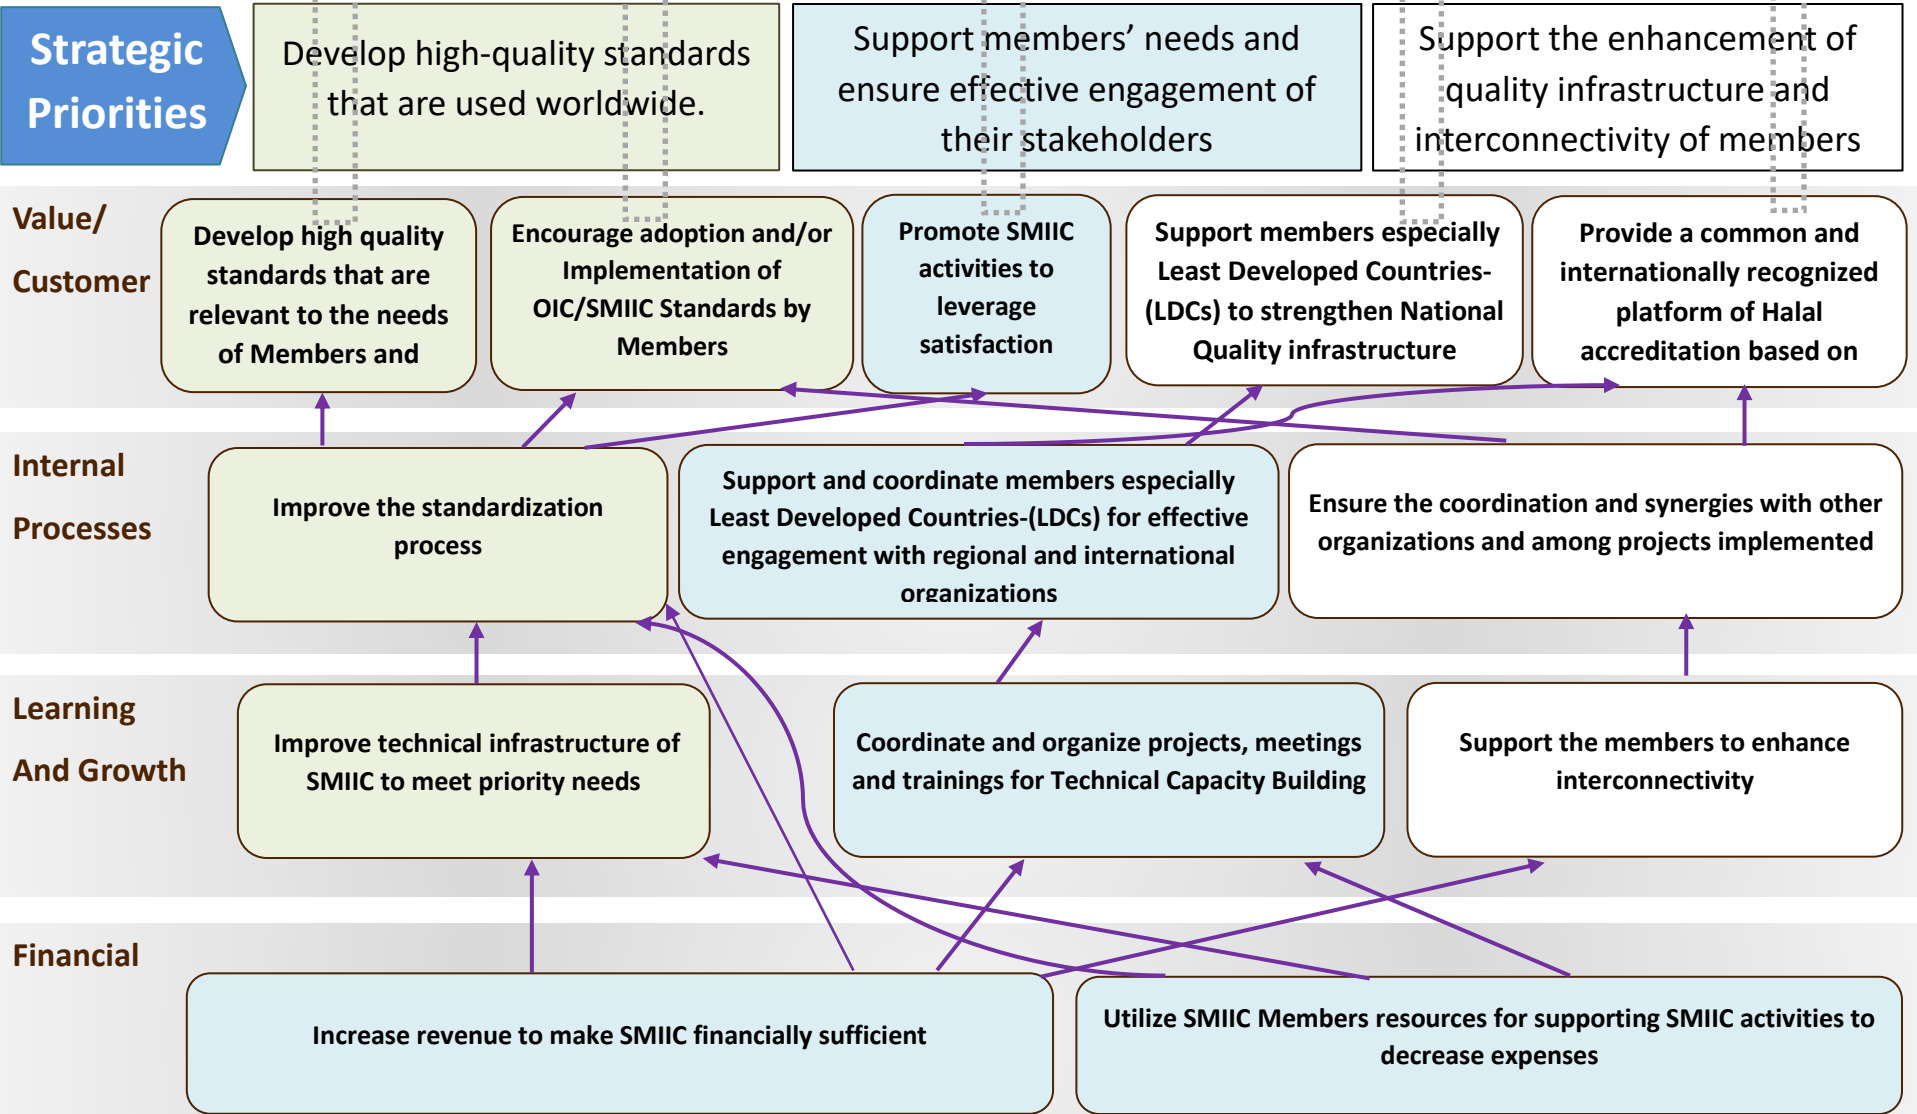 Strategic
Priorities
Develop high-quality standards
that are used worldwide.
Support members’ needs and
ensure effective engagement of
their stakeholders
Support the enhancement of
quality infrastructure and
interconnectivity of members
Value/
Customer
Develop high quality
standards that are
relevant to the needs
of Members and
Encourage adoption and/or
Implementation of
OIC/SMIIC Standards by
Members
Promote SMIIC
activities to
leverage
satisfaction
Support members especially
Least Developed Countries-
(LDCs) to strengthen National
Quality infrastructure
Provide a common and
internationally recognized
platform of Halal
accreditation based on
Internal
Processes
Improve the standardization
process
Support and coordinate members especially
Least Developed Countries-(LDCs) for effective
engagement with regional and international
organizations
Ensure the coordination and synergies with other
organizations and among projects implemented
Learning
And Growth
Improve technical infrastructure of
SMIIC to meet priority needs
Coordinate and organize projects, meetings
and trainings for Technical Capacity Building
Support the members to enhance
interconnectivity
Financial
Increase revenue to make SMIIC financially sufficient
Utilize SMIIC Members resources for supporting SMIIC activities to
decrease expenses